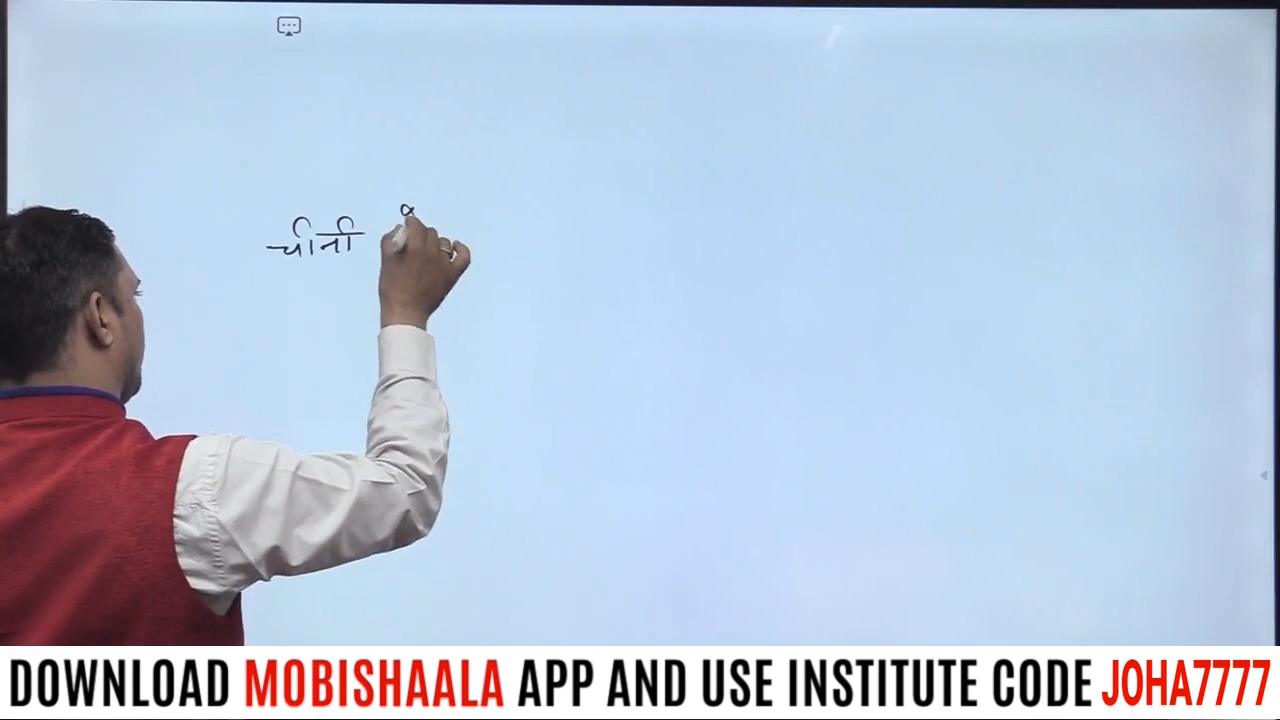 चीनी
DOWNLOAD MOBISHAALA APP AND USE INSTITUTE CODE JOHA7777